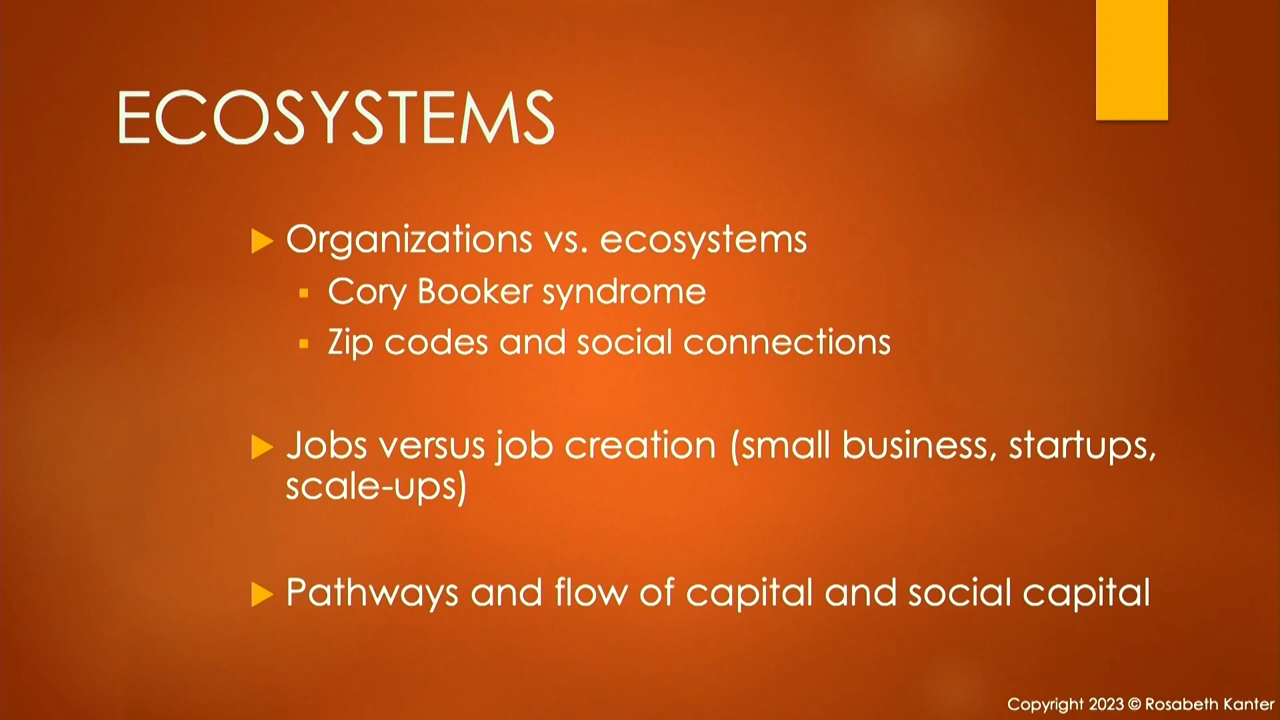 ECOSYSTEMS
Organizations vs. ecosystems
Cory Booker syndrome
Zip codes and social connections
Jobs versus job creation (small business, startups,
scale-ups)
Pathways and flow of capital and social capital
Copyright 2023 © Rosabeth Kanter